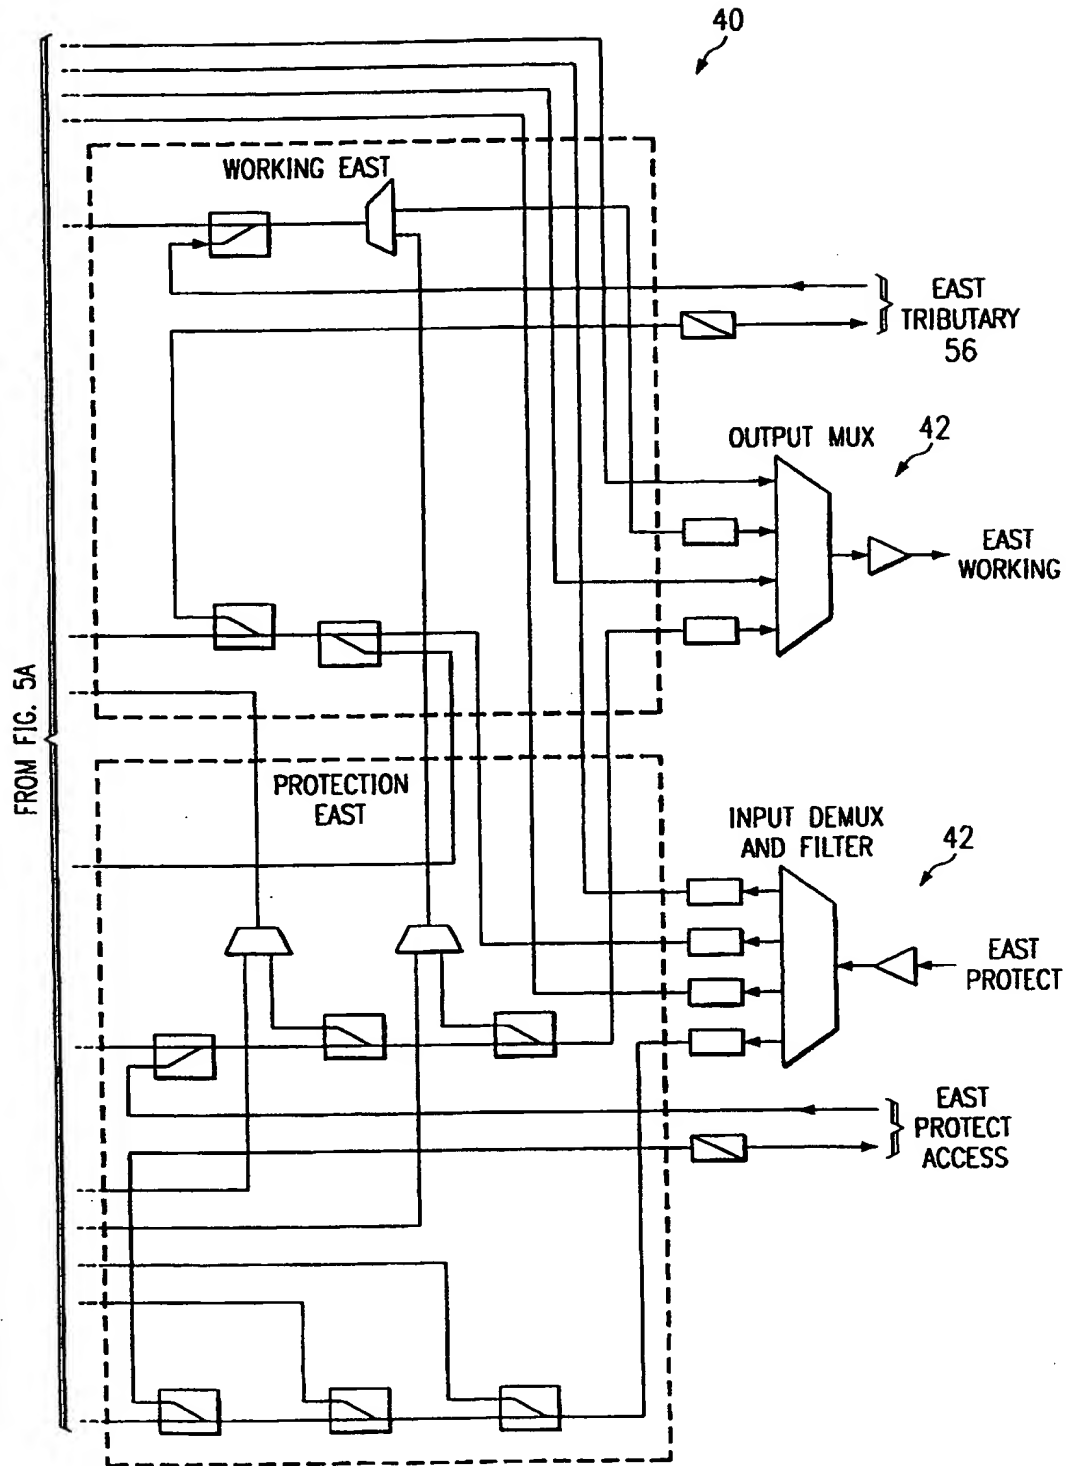 40
WORKING EAST
EAST
TRIBUTARY
56
OUTPUT MUX
42
EAST
WORKING
FROM FIG. 5A
PROTECTION
EAST
INPUT DEMUX
AND FILTER
42
EAST
PROTECT
EAST
PROTECT
ACCESS